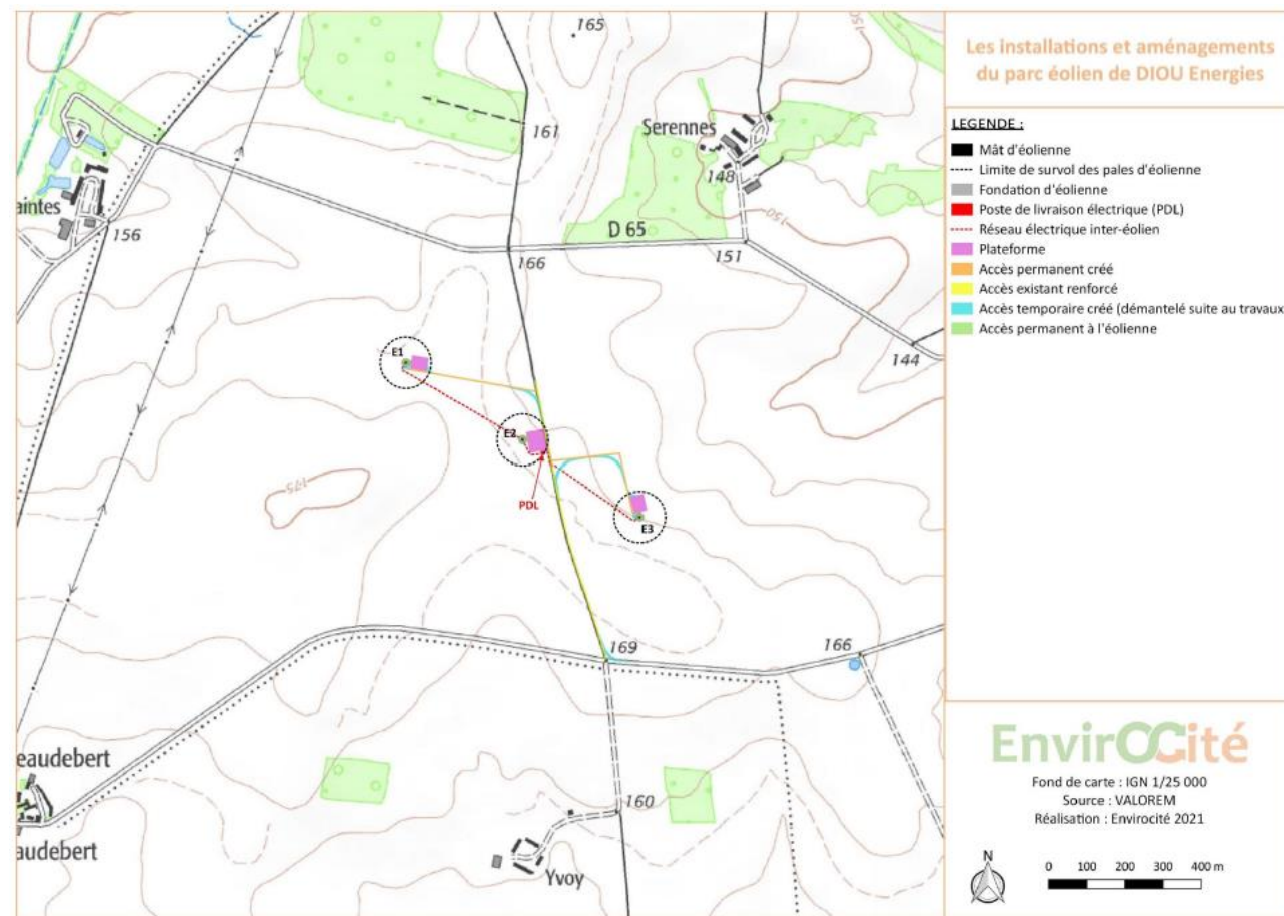 Les installations et aménagements
du parc éolien de DIOU Energies
LEGENDE :
Mât d'éolienne
Limite de survol des pales d'éolienne
Fondation d'éolienne
Poste de livraison électrique (PDL)
Réseau électrique inter-éolien
Plateforme
Accès permanent créé
Accès existant renforcé
Accès temporaire créé (démantelé suite au travaux
Accès permanent à l'éolienne
165
150
161
Serennes
148
aintes
156
150
D 65
166
151
144
E1
E2
175
PDL
E3
169
166
eaudebert
160
audebert
Yvoy
EnvirOCité
Fond de carte : IGN 1/25 000
Source : VALOREM
Réalisation : Envirocité 2021
N
0 100 200 300 400 m